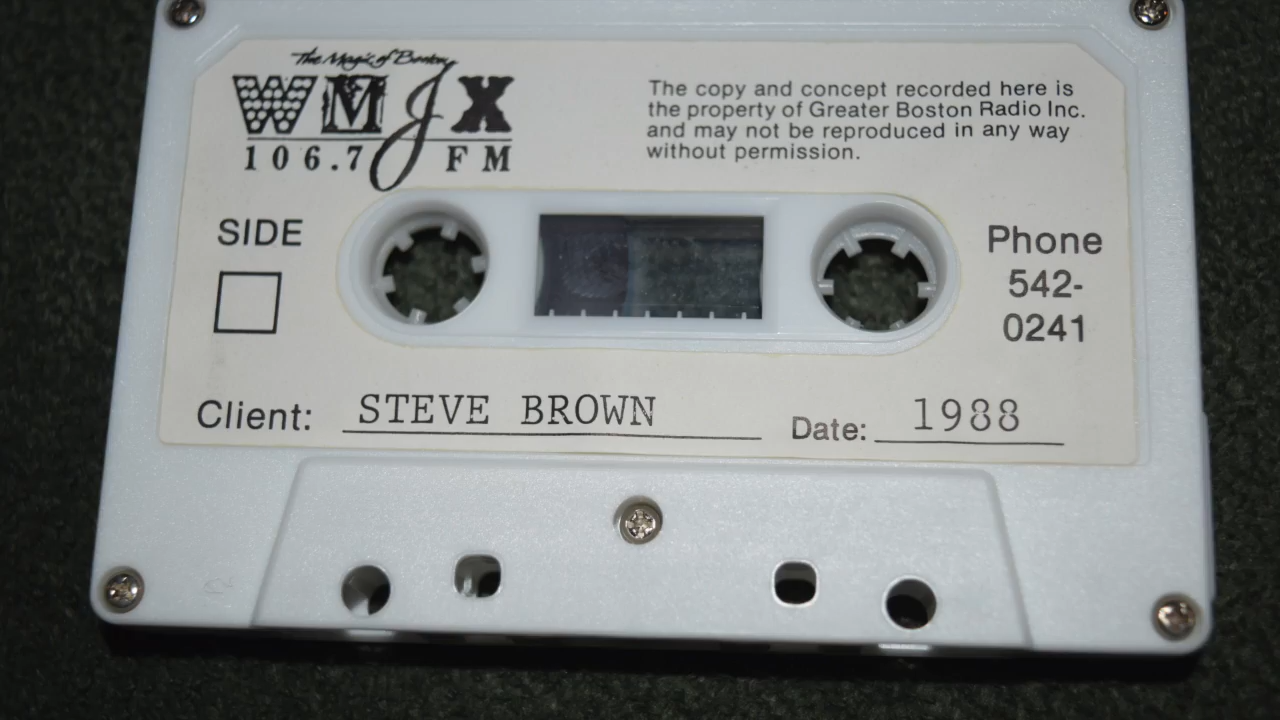 The Magic of Boston
WMJX
106.7 FM
The copy and concept recorded here is
the property of Greater Boston Radio Inc.
and may not be reproduced in any way
without permission.
SIDE
Phone
542-
0241
Client: STEVE BROWN Date: 1988